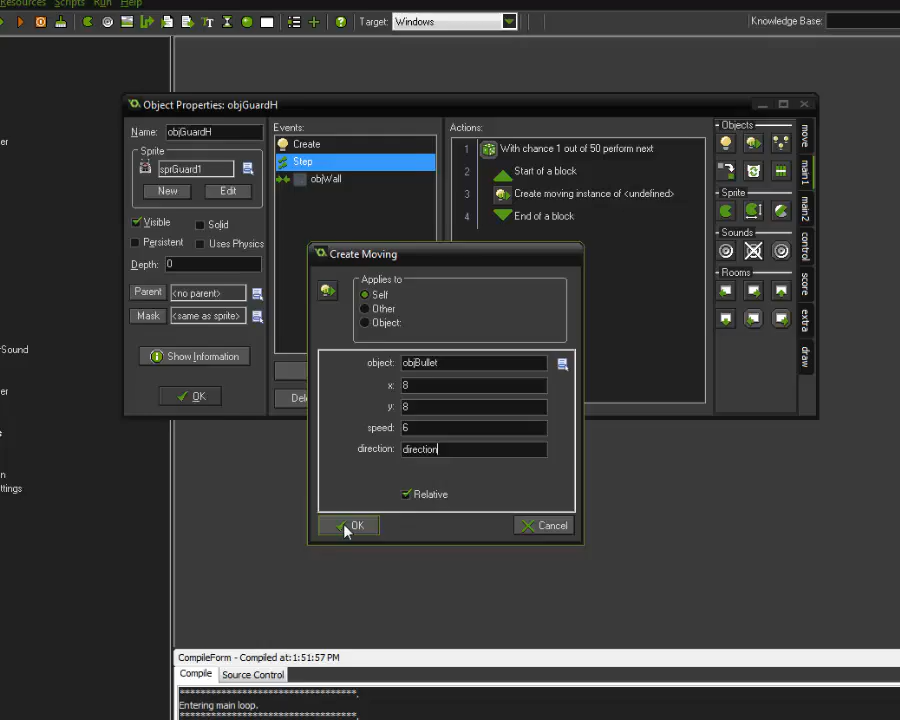 Resources Scripts Run Help
Target: Windows
Knowledge Base:
Object Properties: objGuardH
Name: objGuardH
Sprite
sprGuard1
New Edit
Visible Solid
Persistent Uses Physics
Depth: 0
Parent <no parent>
Mask <same as sprite>
Show Information
OK
Events:
Create
Step
objWall
Dele
Actions:
1 With chance 1 out of 50 perform next
2 Start of a block
3 Create moving instance of <undefined>
4 End of a block
Objects
Sprite
Sounds
Rooms
move
main1
main2
control
score
extra
draw
Create Moving
Applies to
Self
Other
Object:
object: objBullet
x: 8
y: 8
speed: 6
direction: direction
Relative
OK Cancel
er
rSound
er
s
n
ttings
CompileForm - Compiled at:1:51:57 PM
Compile Source Control
***********************************.
Entering main loop.
***********************************.